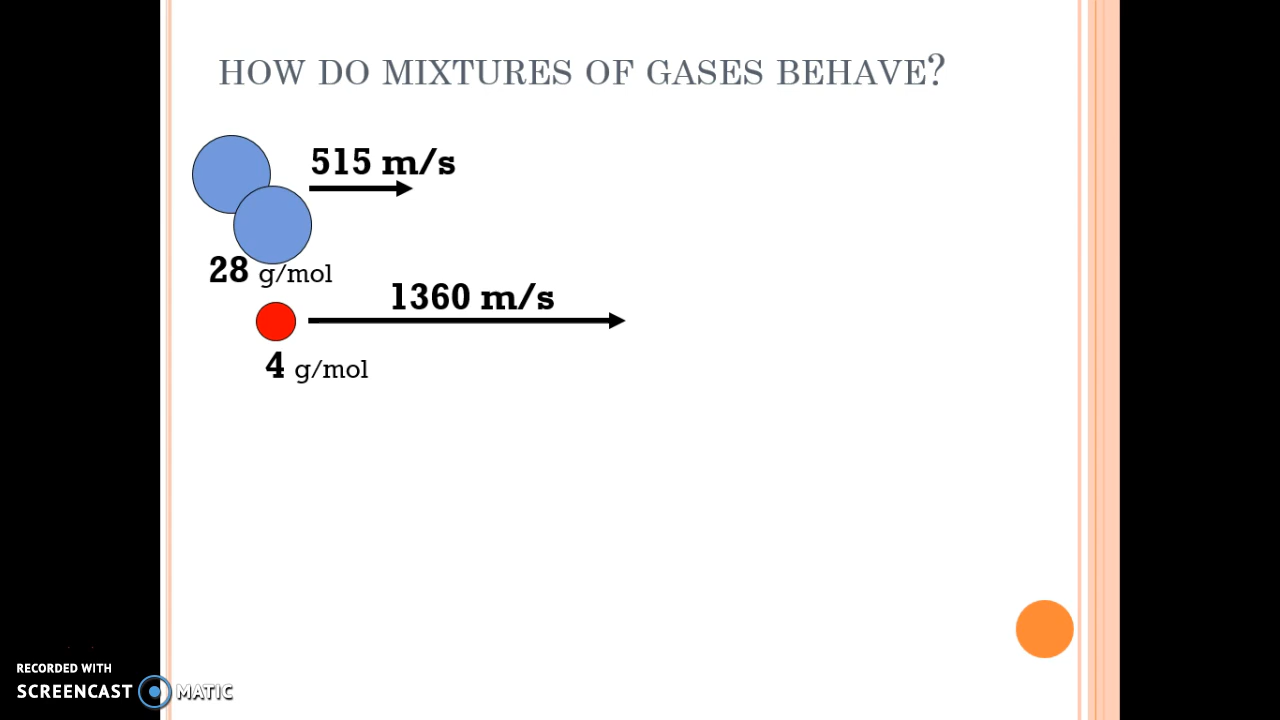 HOW DO MIXTURES OF GASES BEHAVE?
515 m/s
28 g/mol
1360 m/s
4 g/mol
RECORDED WITH
SCREENCAST MATIC